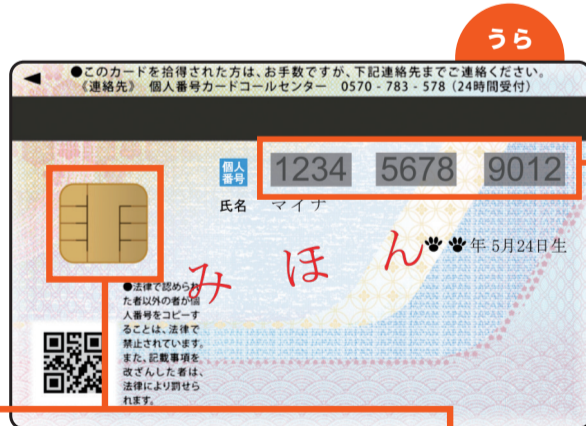 うら
●このカードを拾得された方は、お手数ですが、下記連絡先までご連絡ください。
《連絡先》 個人番号カードコールセンター 0570-783-578(24時間受付)
個人
番号
1234 5678 9012
氏名 マイナ
みほん
年 5月24日生
●法律で認められ
た者以外の者が個
人番号をコピーす
ることは、法律で
禁止されています。
また、記載事項を
改ざんした者は、
法律により罰せら
れます。